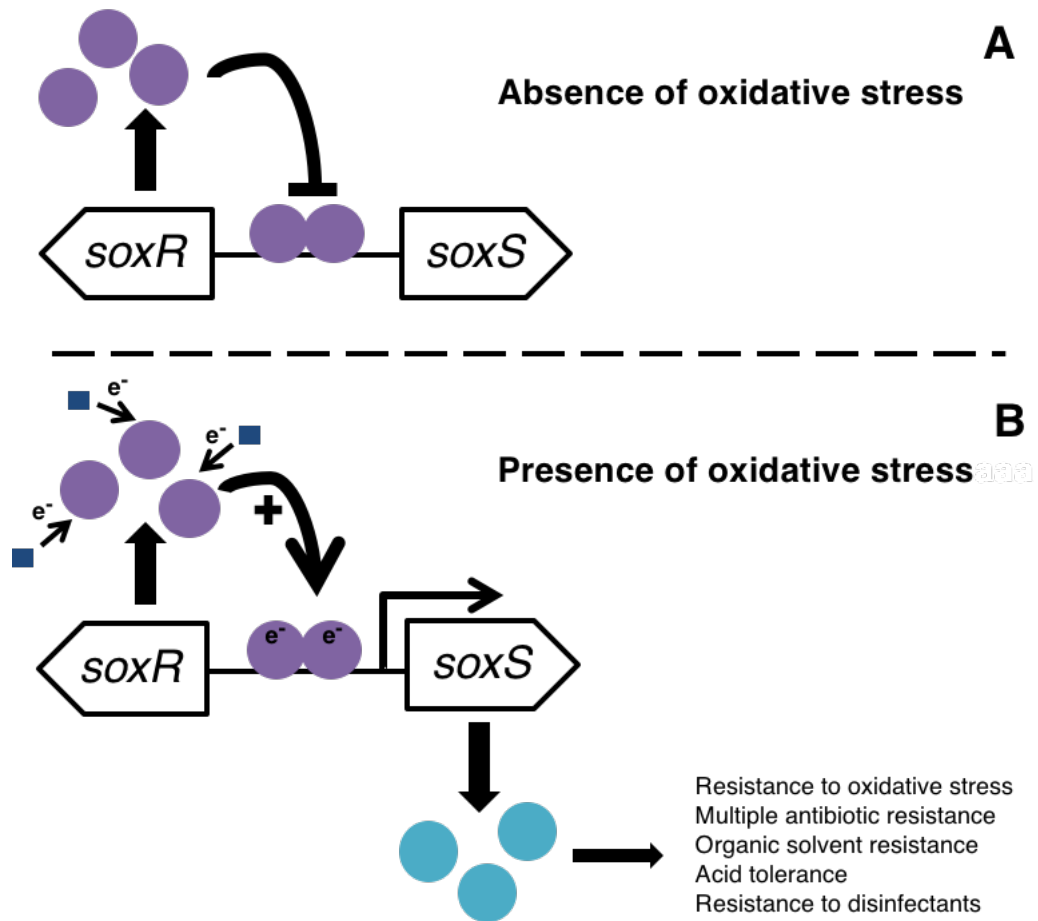 A
Absence of oxidative stress
soxR
soxS
B
Presence of oxidative stressaaa
e-
e-
e-
+
e-
e-
soxR
soxS
Resistance to oxidative stress
Multiple antibiotic resistance
Organic solvent resistance
Acid tolerance
Resistance to disinfectants